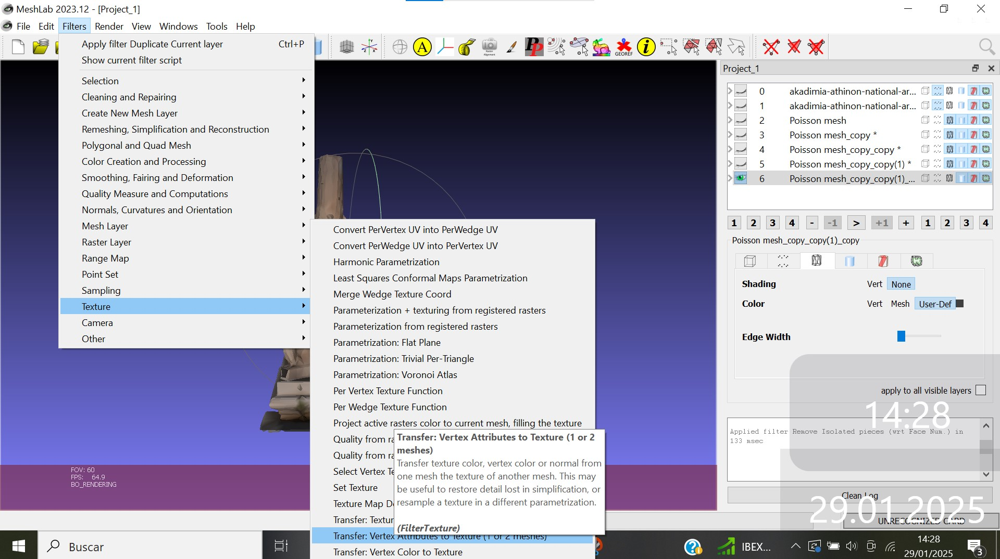 MeshLab 2023.12 - [Project_1]
File Edit Filters Render View Windows Tools Help
Apply filter Duplicate Current layer Ctrl+P
Show current filter script
Selection
Cleaning and Repairing
Create New Mesh Layer
Remeshing, Simplification and Reconstruction
Polygonal and Quad Mesh
Color Creation and Processing
Smoothing, Fairing and Deformation
Quality Measure and Computations
Normals, Curvatures and Orientation
Mesh Layer
Raster Layer
Range Map
Point Set
Sampling
Texture
Camera
Other
Convert PerVertex UV into PerWedge UV
Convert PerWedge UV into PerVertex UV
Harmonic Parametrization
Least Squares Conformal Maps Parametrization
Merge Wedge Texture Coord
Parameterization + texturing from registered rasters
Parameterization from registered rasters
Parametrization: Flat Plane
Parametrization: Trivial Per-Triangle
Parametrization: Voronoi Atlas
Per Vertex Texture Function
Per Wedge Texture Function
Project active rasters color to current mesh, filling the texture
Quality from ra
Quality from ra
Select Vertex Te
Set Texture
Texture Map De
Transfer: Textur
Transfer: Vertex Attributes to Texture (1 or 2 meshes)
Transfer: Vertex Color to Texture
Transfer: Vertex Attributes to Texture (1 or 2
meshes)
Transfer texture color, vertex color or normal from
one mesh the texture of another mesh. This may
be useful to restore detail lost in simplification, or
resample a texture in a different parametrization.
(FilterTexture)
A
PP
GEOREF
i
FOV: 60
FPS: 64.9
BO_RENDERING
Project_1
0 akadimia-athinon-national-ar...
1 akadimia-athinon-national-ar...
2 Poisson mesh
3 Poisson mesh_copy *
4 Poisson mesh_copy_copy *
5 Poisson mesh_copy_copy(1) *
6 Poisson mesh_copy_copy(1)_...
1 2 3 4 - -1 > +1 + 1 2 3 4
Poisson mesh_copy_copy(1)_copy
Shading Vert None
Color Vert Mesh User-Def
Edge Width
apply to all visible layers
14:28
Applied filter Remove Isolated pieces (wrt Face Num.) in
133 msec
Clean Log
29.01.2025
UNRECOGNIZED CARD
Buscar
IBEX...
14:28
29/01/2025
3